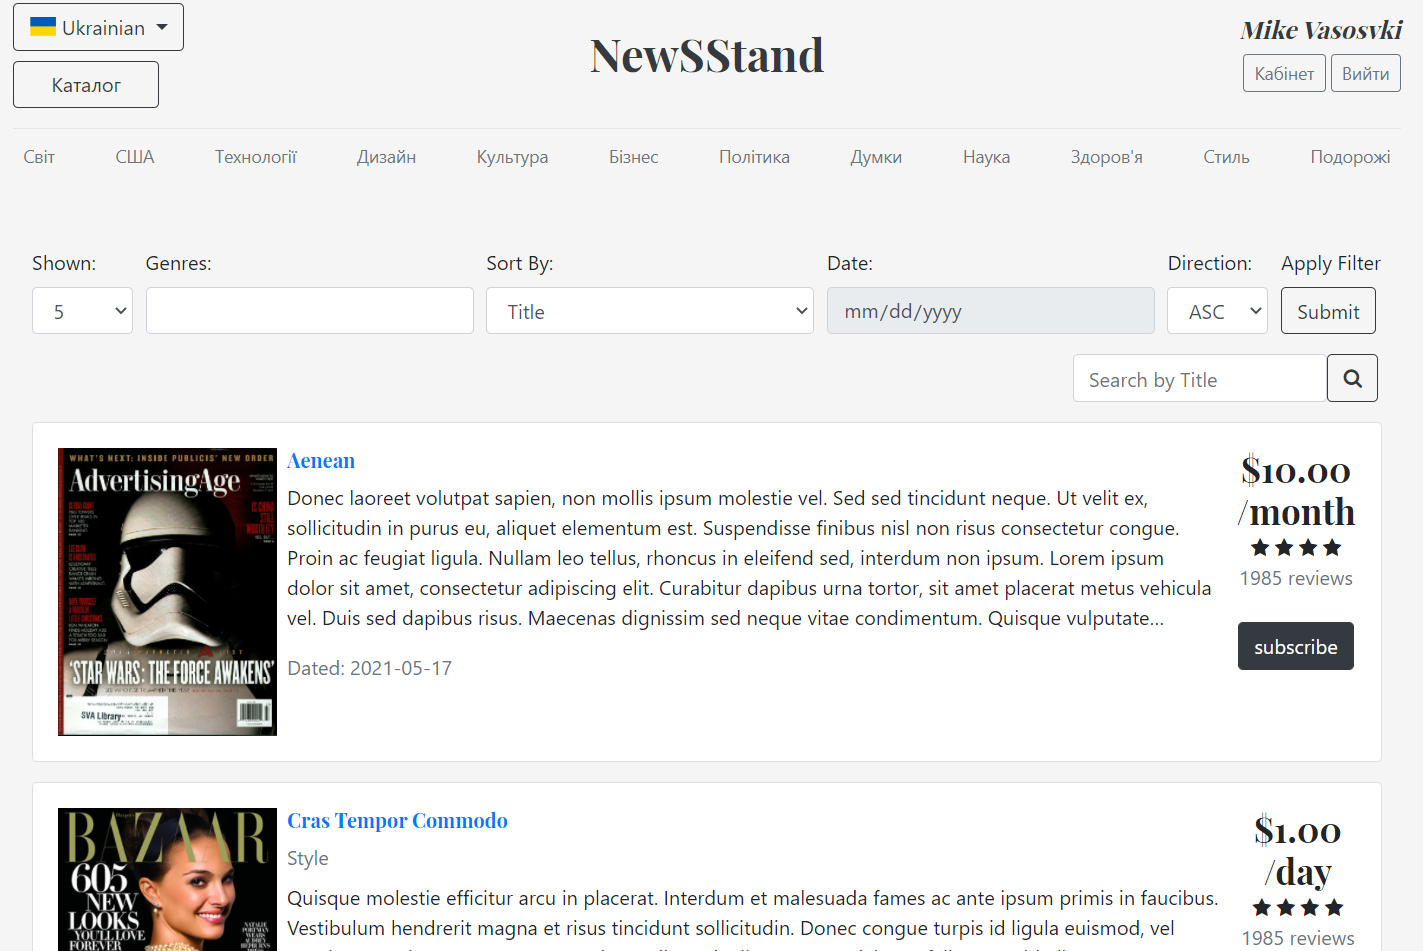 Ukrainian
Каталог
NewSStand
Mike Vasosvki
Кабінет Вийти
Світ США Технології Дизайн Культура Бізнес Політика Думки Наука Здоров'я Стиль Подорожі
Shown: Genres: Sort By: Date: Direction: Apply Filter
5 Title mm/dd/yyyy ASC Submit
Search by Title
WHAT'S NEXT: INSIDE PUBLICIS' NEW ORDER
AdvertisingAge
'STAR WARS: THE FORCE AWAKENS'
SVA Library
Aenean
Donec laoreet volutpat sapien, non mollis ipsum molestie vel. Sed sed tincidunt neque. Ut velit ex,
sollicitudin in purus eu, aliquet elementum est. Suspendisse finibus nisl non risus consectetur congue.
Proin ac feugiat ligula. Nullam leo tellus, rhoncus in eleifend sed, interdum non ipsum. Lorem ipsum
dolor sit amet, consectetur adipiscing elit. Curabitur dapibus urna tortor, sit amet placerat metus vehicula
vel. Duis sed dapibus risus. Maecenas dignissim sed neque vitae condimentum. Quisque vulputate...
Dated: 2021-05-17
$10.00
/month
1985 reviews
subscribe
BAZAAR
605
NEW
LOOKS
YOU'LL LOVE
FOREVER
NATALIE
PORTMAN
WEARS
AUDREY
HEPBURN
Cras Tempor Commodo
Style
Quisque molestie efficitur arcu in placerat. Interdum et malesuada fames ac ante ipsum primis in faucibus.
Vestibulum hendrerit magna et risus tincidunt sollicitudin. Donec congue turpis id ligula euismod, vel
$1.00
/day
1985 reviews